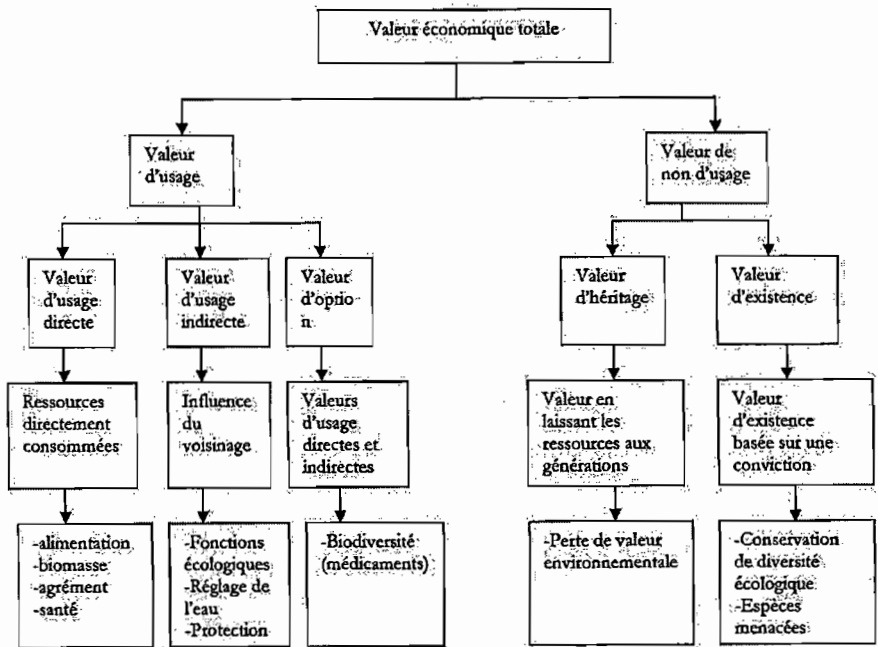 Valeur économique totale
Valeur
d'usage
Valeur de
non d'usage
Valeur
d'usage
directe
Valeur
d'usage
indirecte
Valeur
d'optio
n
Valeur
d'héritage
Valeur
d'existence
Ressources
directement
consommées
Influence
du
voisinage
Valeurs
d'usage
directes et
indirectes
Valeur en
laissant les
ressources aux
générations
Valeur
d'existence
basée sur une
conviction
-alimentation
-biomasse
-agrément
-santé
-Fonctions
écologiques
-Réglage de
l'eau
-Protection
-Biodiversité
(médicaments)
-Perte de valeur
environnementale
-Conservation
de diversité
écologique
-Espèces
menacées